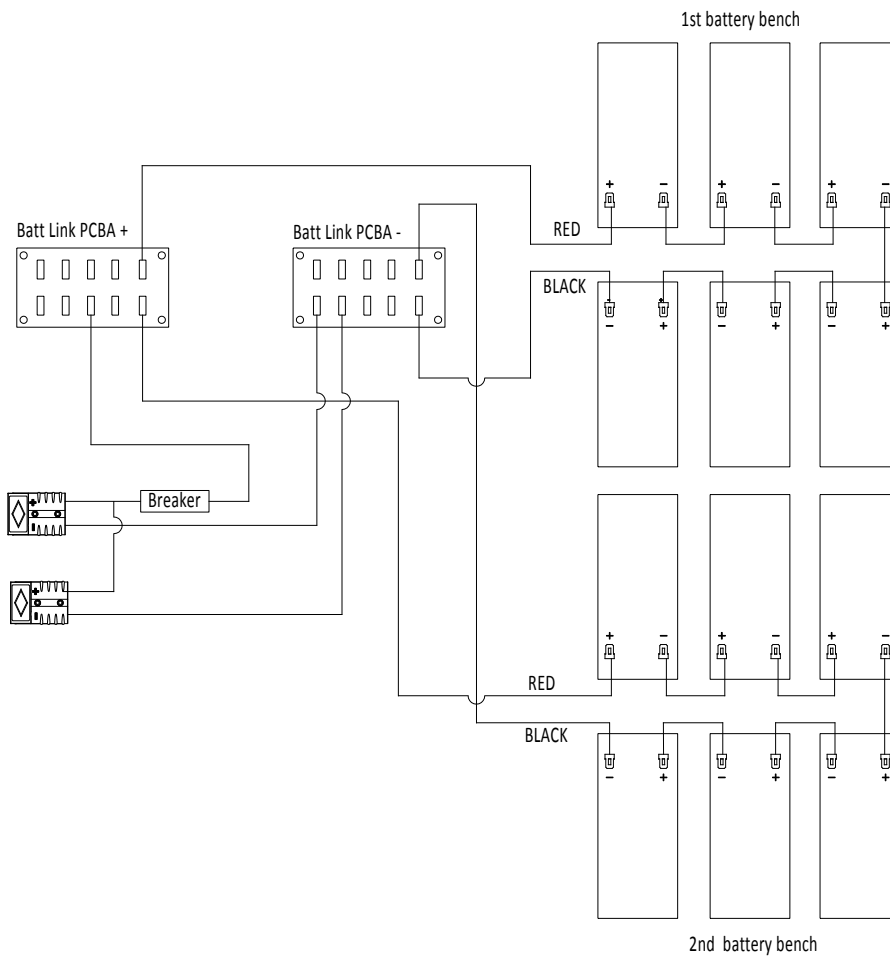 1st battery bench
+ − + − + −
Batt Link PCBA +
Batt Link PCBA -
RED
BLACK
− + − + − +
Breaker
+
-
+
-
+ − + − + −
RED
BLACK
− + − + − +
2nd battery bench